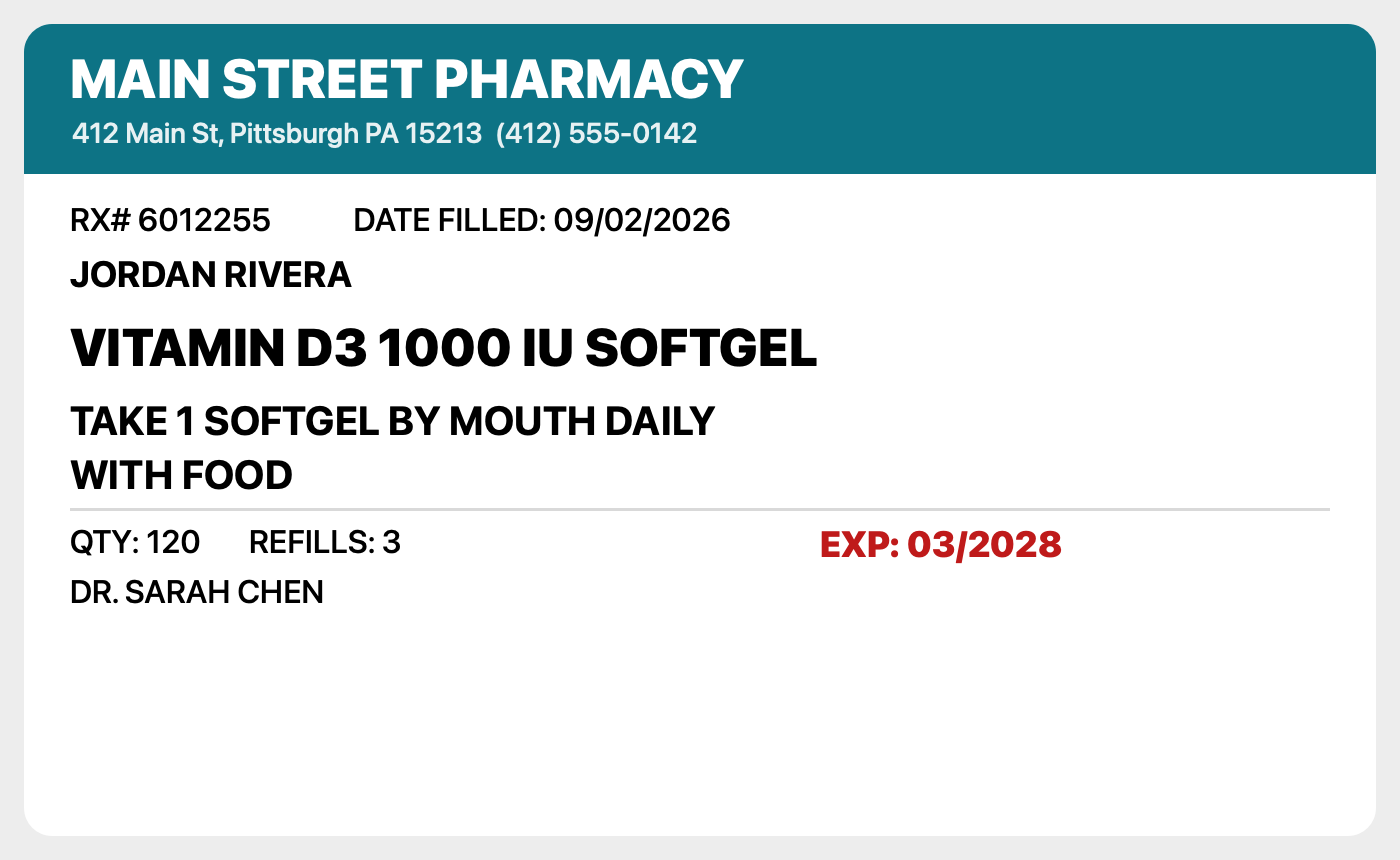 MAIN STREET PHARMACY
412 Main St, Pittsburgh PA 15213 (412) 555-0142
RX# 6012255 DATE FILLED: 09/02/2026
JORDAN RIVERA
VITAMIN D3 1000 IU SOFTGEL
TAKE 1 SOFTGEL BY MOUTH DAILY
WITH FOOD
QTY: 120 REFILLS: 3 EXP: 03/2028
DR. SARAH CHEN